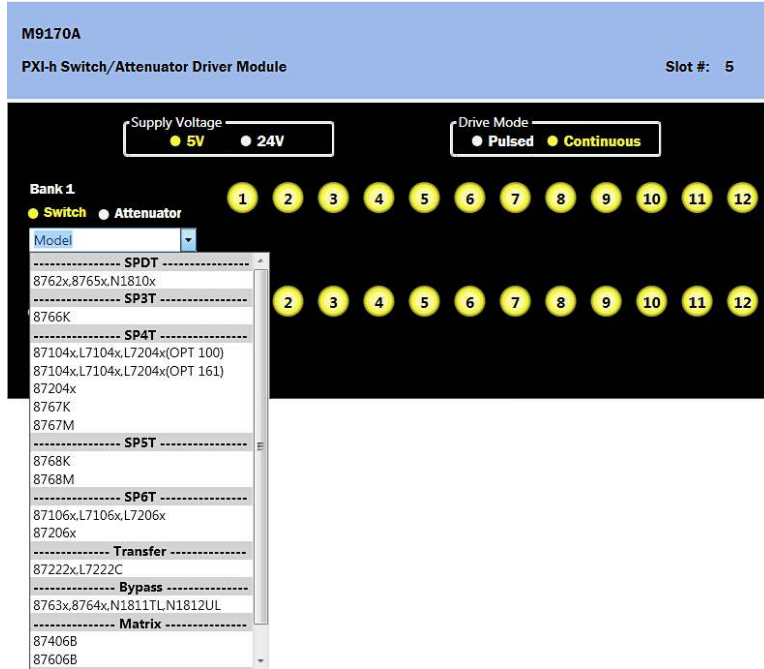 M9170A
PXI-h Switch/Attenuator Driver Module Slot #: 5
Supply Voltage Drive Mode
5V 24V Pulsed Continuous
Bank 1
1 2 3 4 5 6 7 8 9 10 11 12
Switch Attenuator
Model
--------------- SPDT ---------------
8762x,8765x,N1810x
--------------- SP3T ---------------
8766K
2 3 4 5 6 7 8 9 10 11 12
--------------- SP4T ---------------
87104x,L7104x,L7204x(OPT 100)
87104x,L7104x,L7204x(OPT 161)
87204x
8767K
8767M
--------------- SP5T ---------------
8768K
8768M
--------------- SP6T ---------------
87106x,L7106x,L7206x
87206x
-------------- Transfer --------------
87222x,L7222C
--------------- Bypass ---------------
8763x,8764x,N1811TL,N1812UL
--------------- Matrix ---------------
87406B
87606B